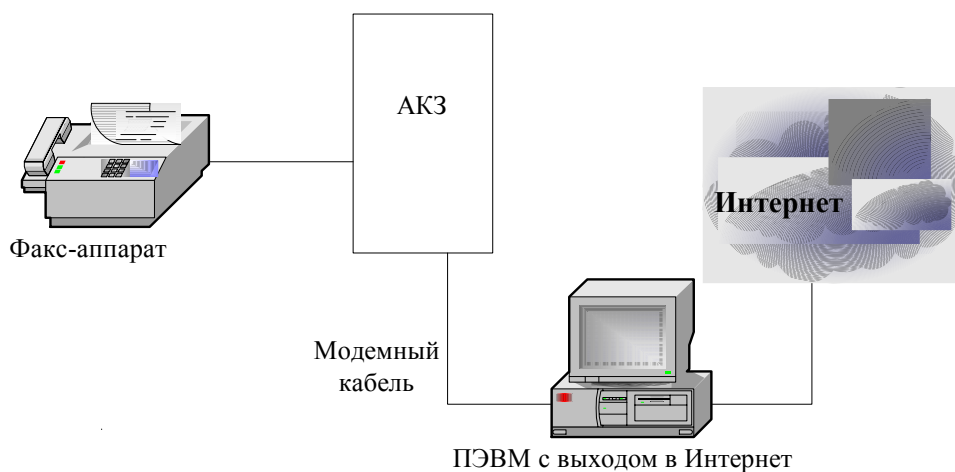 АКЗ
Интернет
Факс-аппарат
Модемный
кабель
ПЭВМ с выходом в Интернет